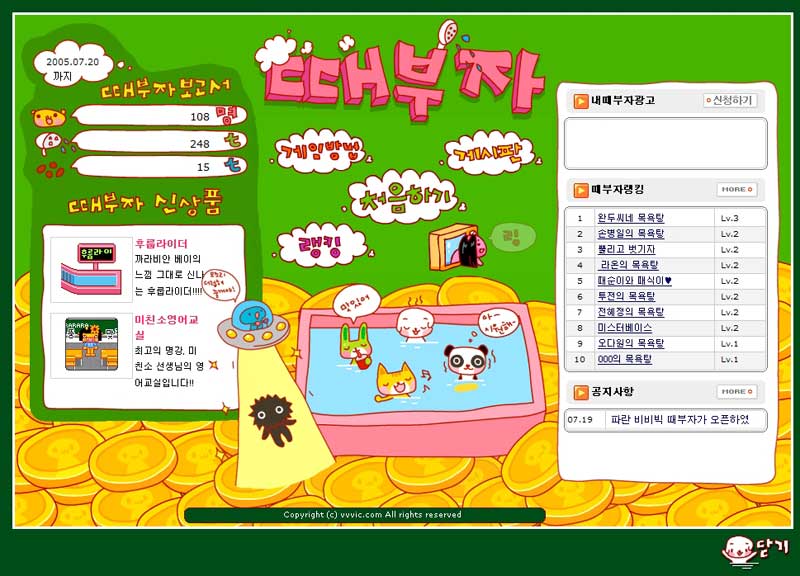 2005.07.20
까지
때부자보고서
108 명
248 七
15 七
때부자 신상품
후룹라이더
후룹라이더
까라비안 베이의
느낌 그대로 신나
는 후룹라이더!!!!
미친소영어교
실
최고의 명강, 미
친소 선생님의 영
어교실입니다!!
때부자
게임방법
게시판
처음하기
랭킹
링
맛있어
아~
시원해~
내때부자광고
신청하기
때부자랭킹
MORE
1 완두씨네 목욕탕 Lv.3
2 손병일의 목욕탕 Lv.2
3 뿔리고 벗기자 Lv.2
4 라온의 목욕탕 Lv.2
5 때순이와 때식이♥ Lv.2
6 투전의 목욕탕 Lv.2
7 전혜정의 목욕탕 Lv.2
8 미스터베이스 Lv.2
9 오다일의 목욕탕 Lv.1
10 000의 목욕탕 Lv.1
공지사항
MORE
07.19 파란 비비빅 때부자가 오픈하였
Copyright (c) vvvic.com All rights reserved
닫기